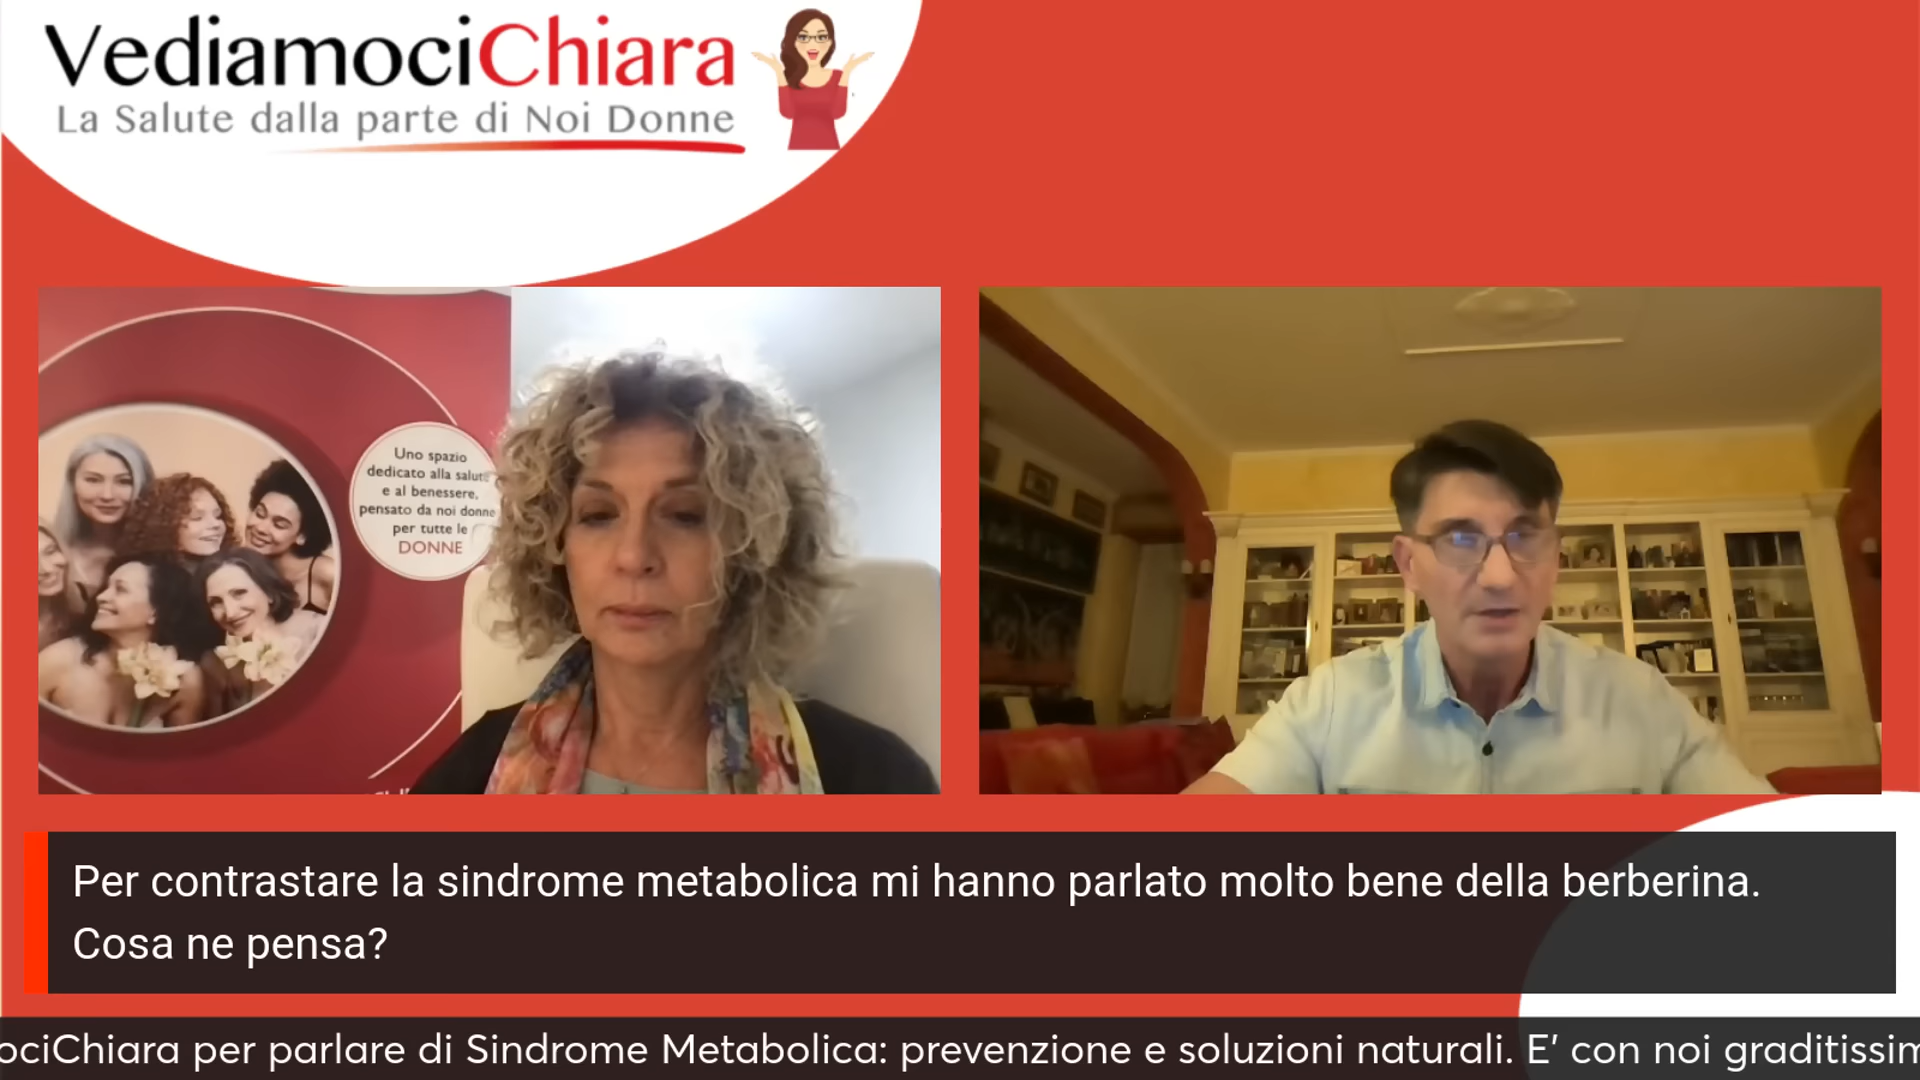 VediamociChiara
La Salute dalla parte di Noi Donne
Uno spazio
dedicato alla salute
e al benessere,
pensato da noi donne
per tutte le
DONNE
Per contrastare la sindrome metabolica mi hanno parlato molto bene della berberina.
Cosa ne pensa?
ociChiara per parlare di Sindrome Metabolica: prevenzione e soluzioni naturali. E' con noi graditissim